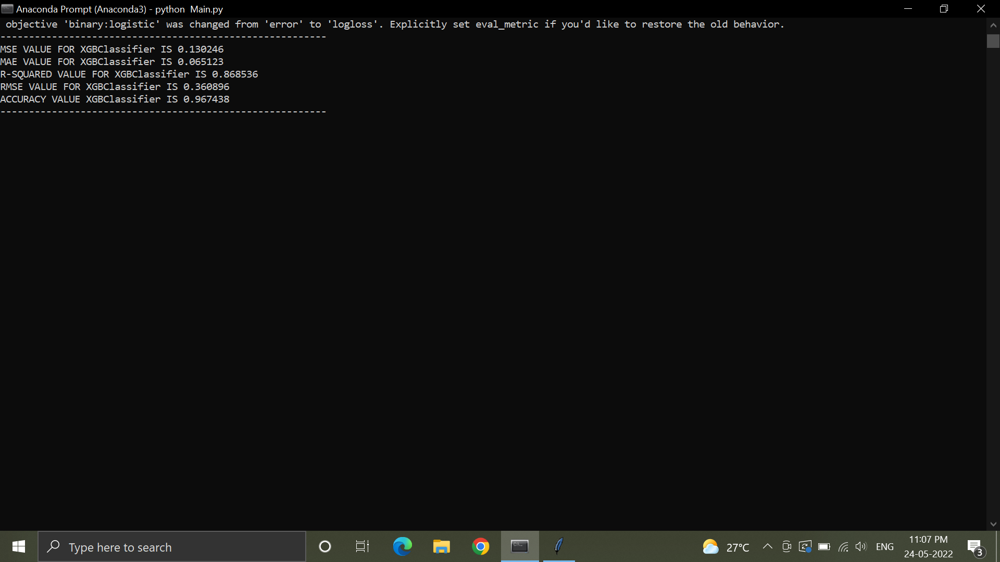 Anaconda Prompt (Anaconda3) - python  Main.py
objective 'binary:logistic' was changed from 'error' to 'logloss'. Explicitly set eval_metric if you'd like to restore the old behavior.
---------------------------------------------------------
MSE VALUE FOR XGBClassifier IS 0.130246
MAE VALUE FOR XGBClassifier IS 0.065123
R-SQUARED VALUE FOR XGBClassifier IS 0.868536
RMSE VALUE FOR XGBClassifier IS 0.360896
ACCURACY VALUE XGBClassifier IS 0.967438
---------------------------------------------------------
Type here to search
27°C
ENG
11:07 PM
24-05-2022
3